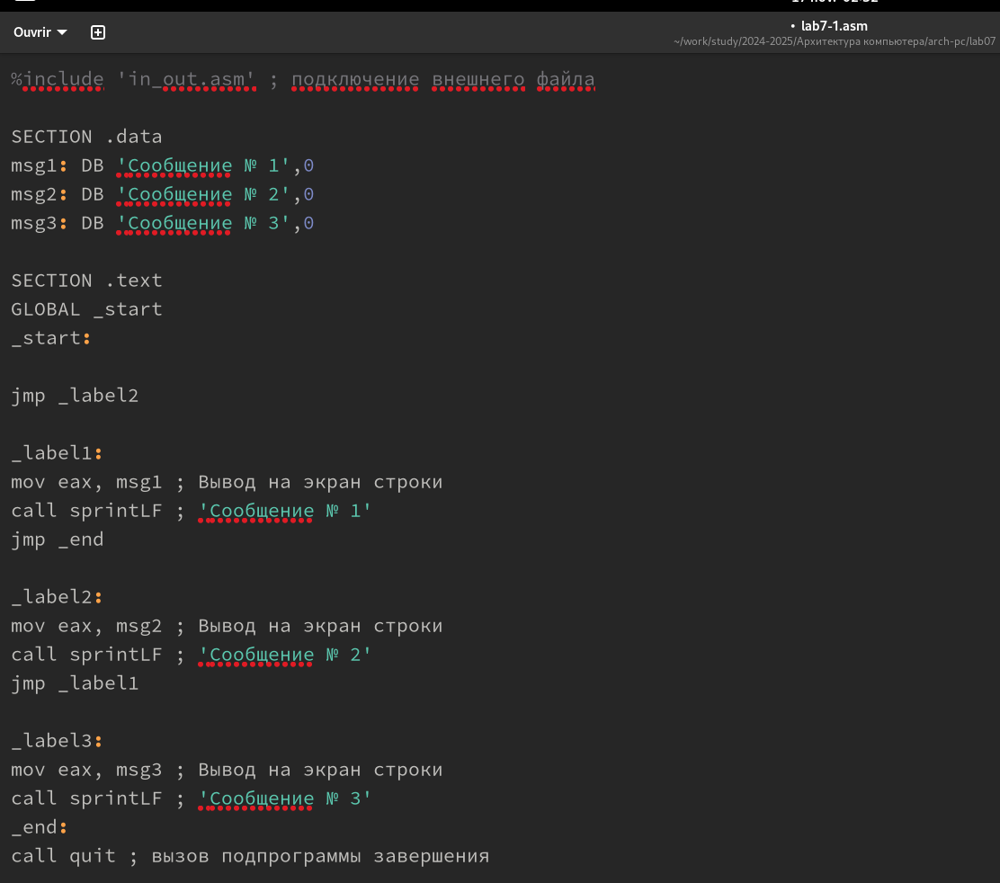 Ouvrir
• lab7-1.asm
~/work/study/2024-2025/Архитектура компьютера/arch-pc/lab07
%include 'in_out.asm' ; подключение внешнего файла
SECTION .data
msg1: DB 'Сообщение № 1',0
msg2: DB 'Сообщение № 2',0
msg3: DB 'Сообщение № 3',0
SECTION .text
GLOBAL _start
_start:
jmp _label2
_label1:
mov eax, msg1 ; Вывод на экран строки
call sprintLF ; 'Сообщение № 1'
jmp _end
_label2:
mov eax, msg2 ; Вывод на экран строки
call sprintLF ; 'Сообщение № 2'
jmp _label1
_label3:
mov eax, msg3 ; Вывод на экран строки
call sprintLF ; 'Сообщение № 3'
_end:
call quit ; вызов подпрограммы завершения